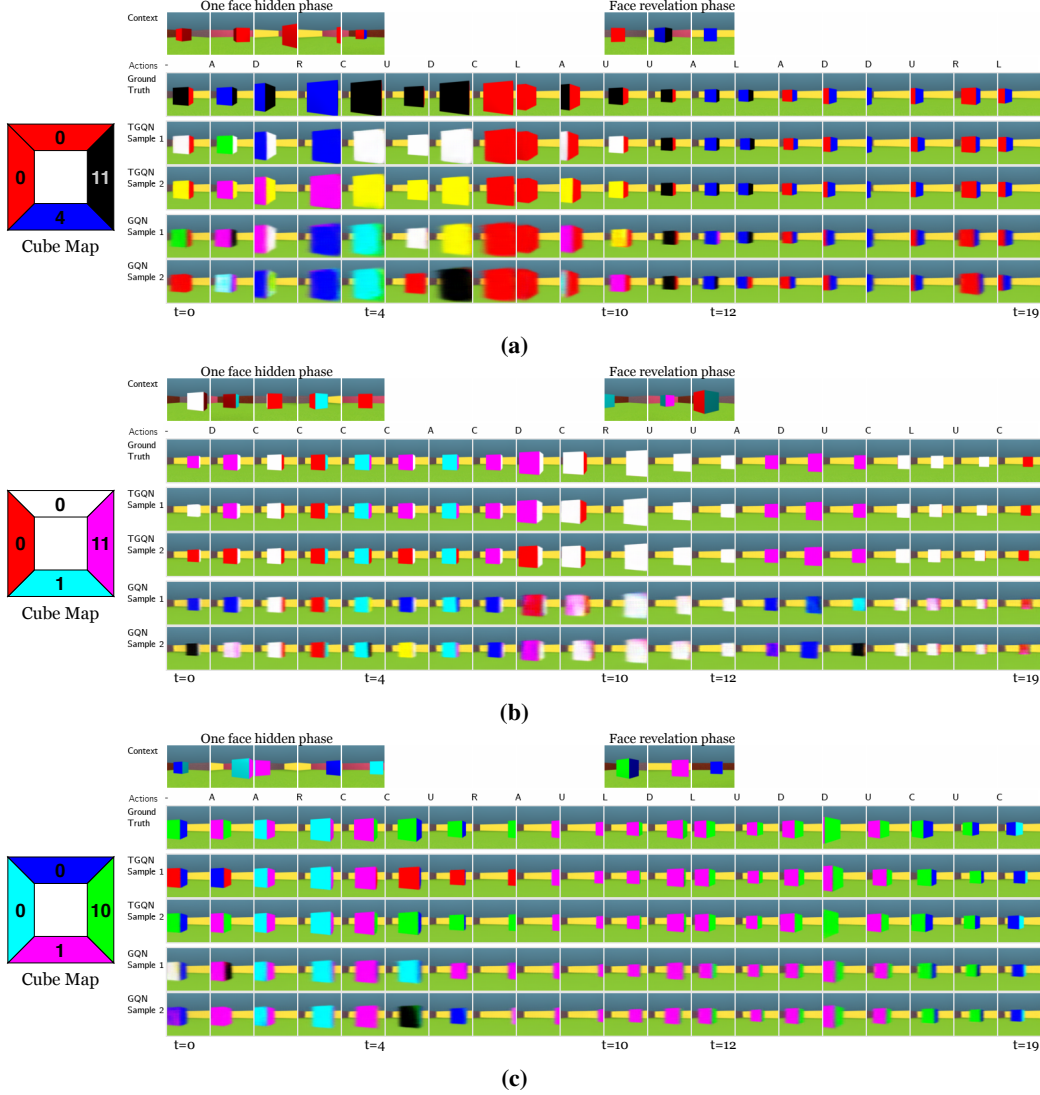 One face hidden phase
Face revelation phase
Context
Actions - A D R C U D C L A U U A L A D D U R L
Ground Truth
TGQN Sample 1
TGQN Sample 2
GQN Sample 1
GQN Sample 2
0
0
11
4
Cube Map
t=0 t=4 t=10 t=12 t=19
(a)
One face hidden phase
Face revelation phase
Context
Actions - D C C C C A C D C R U U A D U C L U C
Ground Truth
TGQN Sample 1
TGQN Sample 2
GQN Sample 1
GQN Sample 2
0
0
11
1
Cube Map
t=0 t=4 t=10 t=12 t=19
(b)
One face hidden phase
Face revelation phase
Context
Actions - A A R C C U R A U L D L U D D U C U C
Ground Truth
TGQN Sample 1
TGQN Sample 2
GQN Sample 1
GQN Sample 2
0
0
10
1
Cube Map
t=0 t=4 t=10 t=12 t=19
(c)